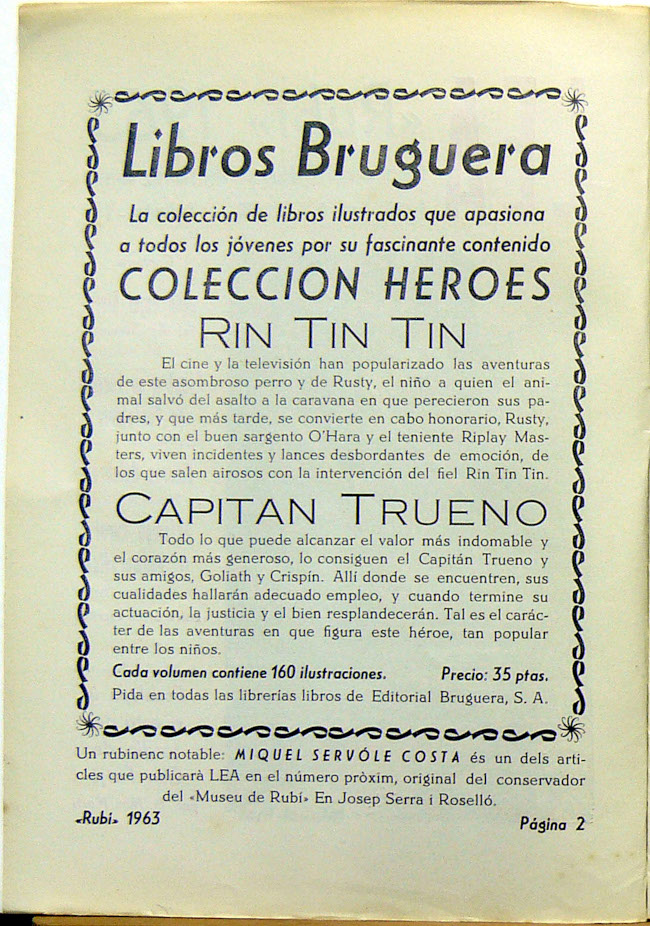 Libros Bruguera
La colección de libros ilustrados que apasiona
a todos los jóvenes por su fascinante contenido
COLECCION HEROES
RIN TIN TIN
El cine y la televisión han popularizado las aventuras
de este asombroso perro y de Rusty, el niño a quien el ani-
mal salvó del asalto a la caravana en que perecieron sus pa-
dres, y que más tarde, se convierte en cabo honorario, Rusty,
junto con el buen sargento O'Hara y el teniente Riplay Mas-
ters, viven incidentes y lances desbordantes de emoción, de
los que salen airosos con la intervención del fiel Rin Tin Tin.
CAPITAN TRUENO
Todo lo que puede alcanzar el valor más indomable y
el corazón más generoso, lo consiguen el Capitán Trueno y
sus amigos, Goliath y Crispín. Allí donde se encuentren, sus
cualidades hallarán adecuado empleo, y cuando termine su
actuación, la justicia y el bien resplandecerán. Tal es el carác-
ter de las aventuras en que figura este héroe, tan popular
entre los niños.
Cada volumen contiene 160 ilustraciones. Precio: 35 ptas.
Pida en todas las librerías libros de Editorial Bruguera, S. A.
Un rubinenc notable: MIQUEL SERVÓLE COSTA és un dels arti-
cles que publicarà LEA en el número pròxim, original del conservador
del «Museu de Rubí» En Josep Serra i Roselló.
«Rubí» 1963 Página 2